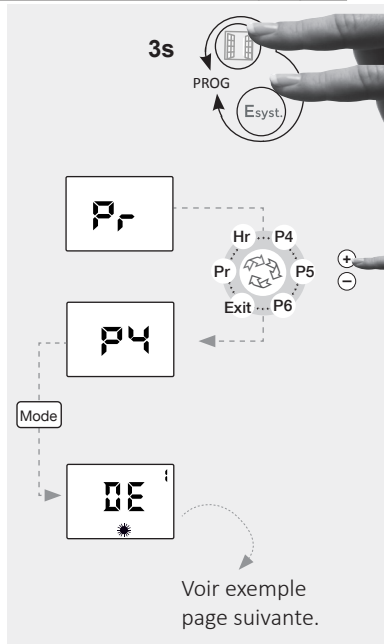 3s
PROG
Esyst.
Pr
Hr
P4
Pr
P5
+
−
Exit
P6
P4
Mode
1
DE
Voir exemple
page suivante.